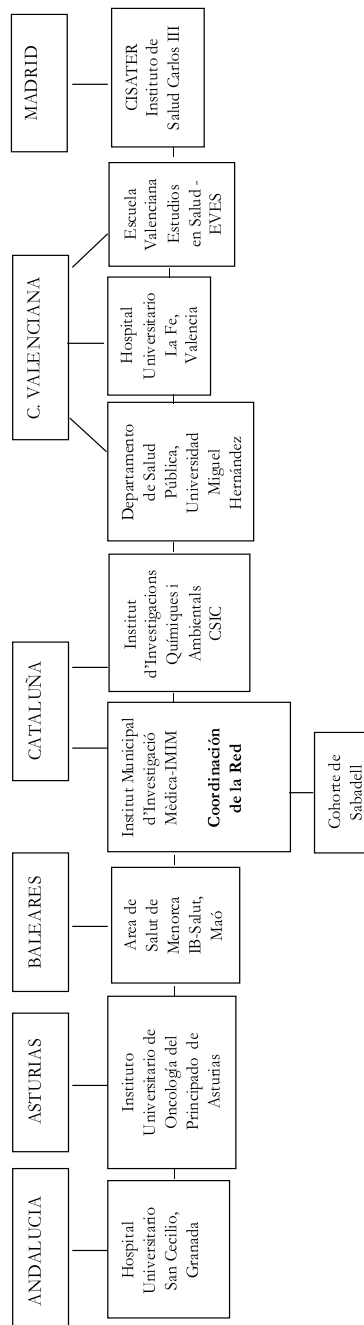 ANDALUCIA
Hospital
Universitario
San Cecilio,
Granada
ASTURIAS
Instituto
Universitario de
Oncología del
Principado de
Asturias
BALEARES
Area de
Salut de
Menorca
IB-Salut,
Maó
CATALUÑA
Institut Municipal
d'Investigació
Mèdica-IMIM
Coordinación
de la Red
Cohorte de
Sabadell
Institut
d'Investigacions
Químiques i
Ambientals
CSIC
C. VALENCIANA
Departamento
de Salud
Pública,
Universidad
Miguel
Hernández
Hospital
Universitario
La Fe,
Valencia
Escuela
Valenciana
Estudios
en Salud -
EVES
MADRID
CISATER
Instituto de
Salud Carlos III